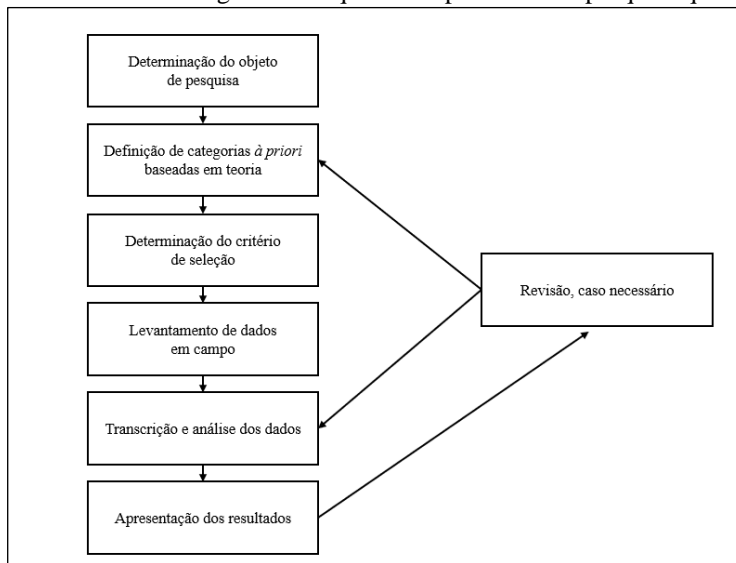 Determinação do objeto
de pesquisa
Definição de categorias à priori
baseadas em teoria
Determinação do critério
de seleção
Revisão, caso necessário
Levantamento de dados
em campo
Transcrição e análise dos dados
Apresentação dos resultados